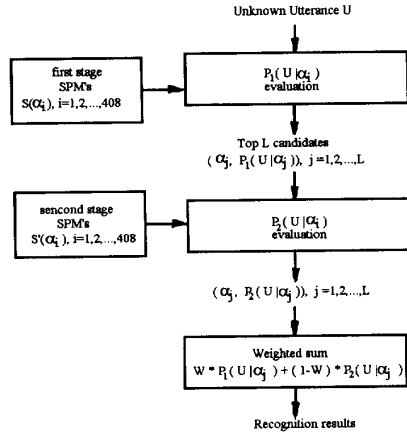 Unknown Utterance U
first stage
SPM's
S(αi), i=1,2,...,408
P1( U |αi )
evaluation
Top L candidates
( αj, P1( U |αj )), j =1,2,...,L
sencond stage
SPM's
S'(αi), i=1,2,...,408
P2( U |αi )
evaluation
(αj, P2( U |αj )), j =1,2,...,L
Weighted sum
W * P1( U |αj ) + ( 1-W ) * P2( U |αj )
Recognition results